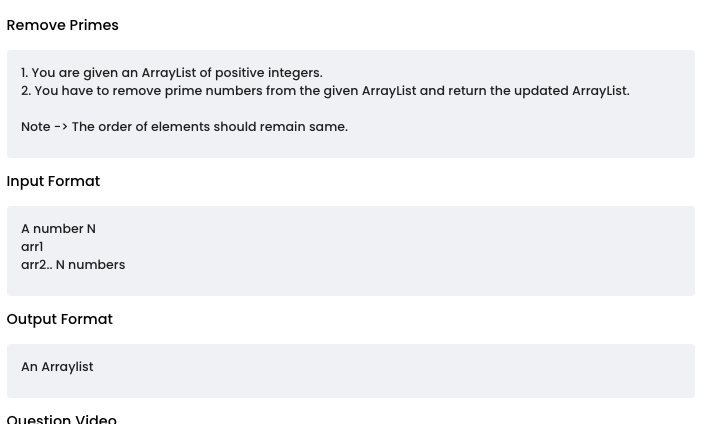 Remove Primes
1. You are given an ArrayList of positive integers.
2. You have to remove prime numbers from the given ArrayList and return the updated ArrayList.
Note -> The order of elements should remain same.
Input Format
A number N
arr1
arr2.. N numbers
Output Format
An Arraylist
Question Video